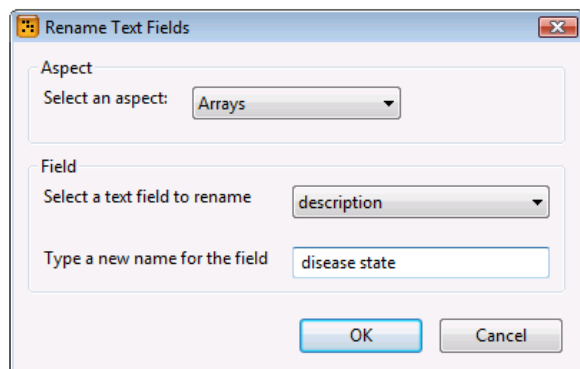 Rename Text Fields
Aspect
Select an aspect: Arrays
Field
Select a text field to rename description
Type a new name for the field disease state
OK Cancel